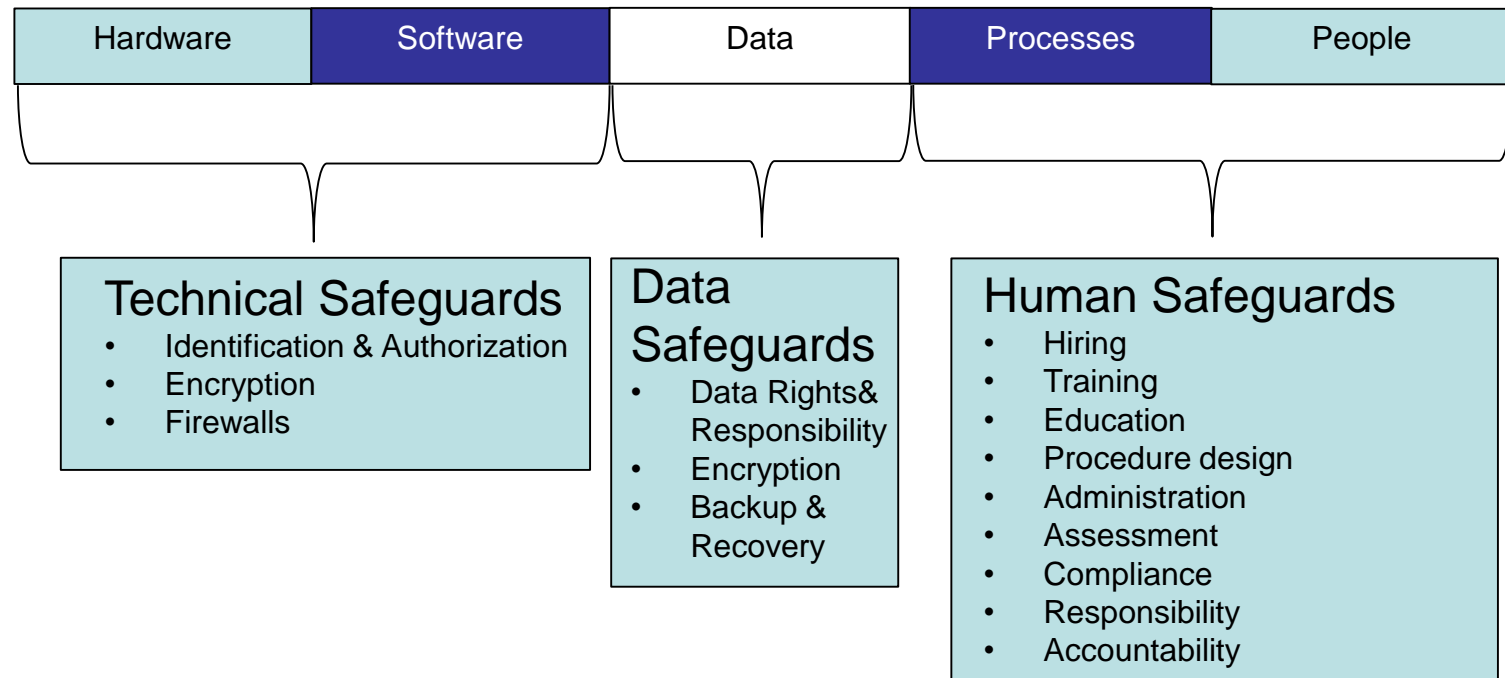 Hardware
Software
Data
Processes
People
Technical Safeguards
• Identification & Authorization
• Encryption
• Firewalls
Data
Safeguards
• Data Rights&
Responsibility
• Encryption
• Backup &
Recovery
Human Safeguards
• Hiring
• Training
• Education
• Procedure design
• Administration
• Assessment
• Compliance
• Responsibility
• Accountability